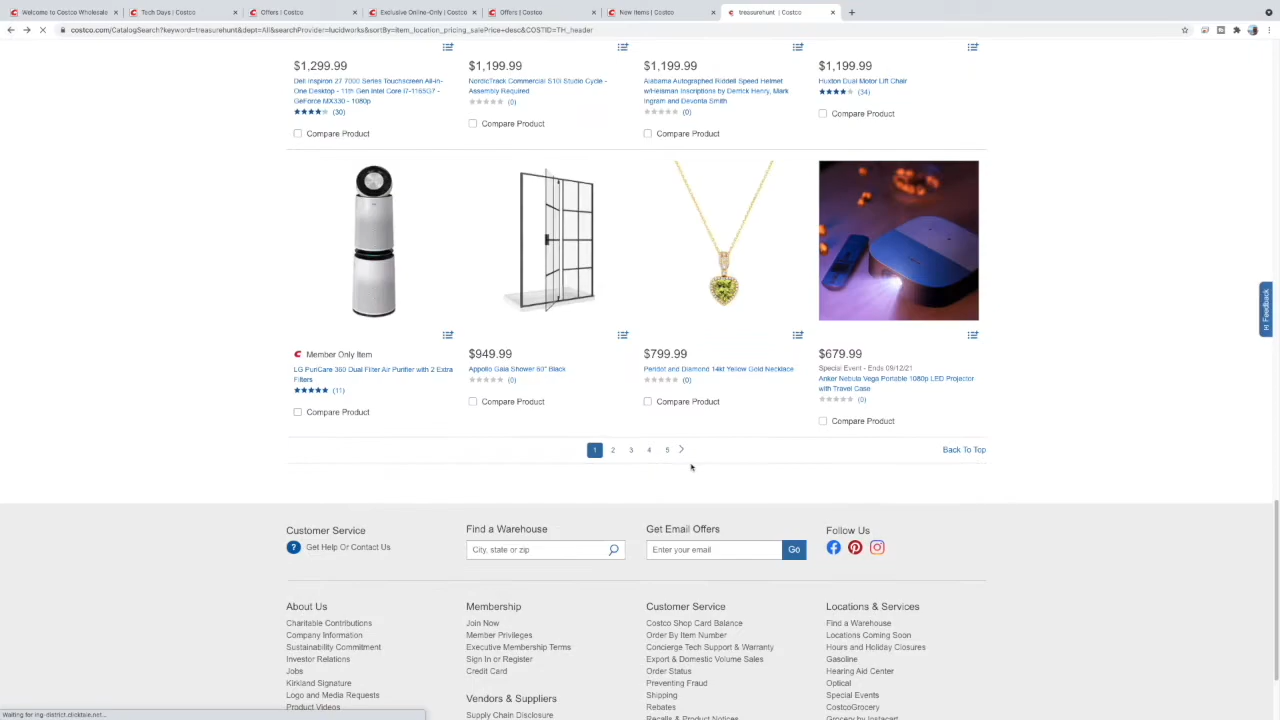 Welcome to Costco Wholesale
Tech Days | Costco
Offers | Costco
Exclusive Online-Only | Costco
Offers | Costco
New Items | Costco
treasurehunt | Costco
costco.com/CatalogSearch?keyword=treasurehunt&dept=All&searchProvider=lucidworks&sortBy=item_location_pricing_salePrice+desc&COSTID=TH_header
$1,299.99
Dell Inspiron 27 7000 Series Touchscreen All-in-
One Desktop - 11th Gen Intel Core i7-1165G7 -
GeForce MX330 - 1080p
(30)
Compare Product
$1,199.99
NordicTrack Commercial S10i Studio Cycle -
Assembly Required
(0)
Compare Product
$1,199.99
Alabama Autographed Riddell Speed Helmet
w/Heisman Inscriptions by Derrick Henry, Mark
Ingram and Devonta Smith
(0)
Compare Product
$1,199.99
Huxton Dual Motor Lift Chair
(34)
Compare Product
Member Only Item
LG PuriCare 360 Dual Filter Air Purifier with 2 Extra
Filters
(11)
Compare Product
$949.99
Appollo Gaia Shower 60" Black
(0)
Compare Product
$799.99
Peridot and Diamond 14kt Yellow Gold Necklace
(0)
Compare Product
$679.99
Special Event - Ends 09/12/21
Anker Nebula Vega Portable 1080p LED Projector
with Travel Case
(0)
Compare Product
Feedback
1 2 3 4 5
Back To Top
Customer Service
? Get Help Or Contact Us
Find a Warehouse
City, state or zip
Get Email Offers
Enter your email
Go
Follow Us
About Us
Charitable Contributions
Company Information
Sustainability Commitment
Investor Relations
Jobs
Kirkland Signature
Logo and Media Requests
Product Videos
Membership
Join Now
Member Privileges
Executive Membership Terms
Sign In or Register
Credit Card
Vendors & Suppliers
Supply Chain Disclosure
Customer Service
Costco Shop Card Balance
Order By Item Number
Concierge Tech Support & Warranty
Export & Domestic Volume Sales
Order Status
Preventing Fraud
Shipping
Rebates
Recalls & Product Notices
Locations & Services
Find a Warehouse
Locations Coming Soon
Hours and Holiday Closures
Gasoline
Hearing Aid Center
Optical
Special Events
CostcoGrocery
Grocery by Instacart
Waiting for ing-district.clicktale.net...